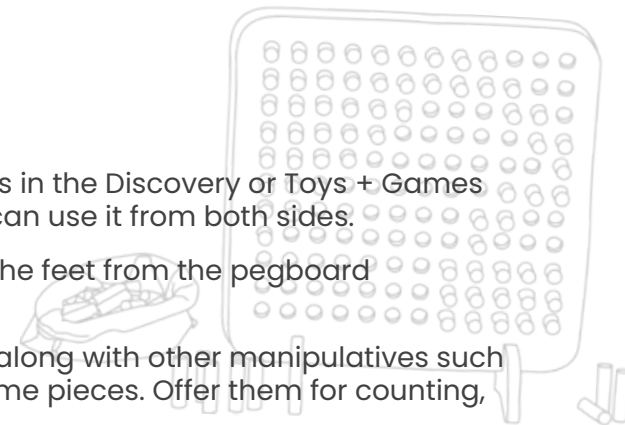 s in the Discovery or Toys + Games
can use it from both sides.
he feet from the pegboard
along with other manipulatives such
me pieces. Offer them for counting,